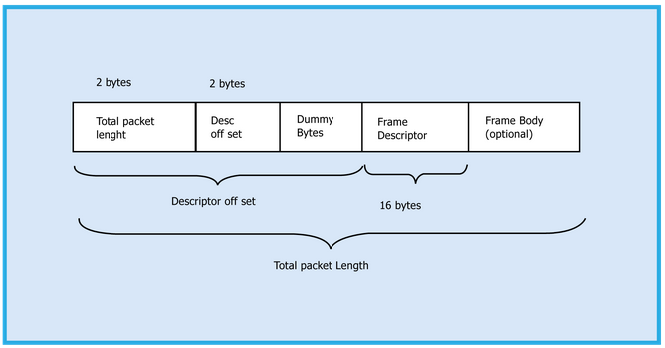 2 bytes
2 bytes
Total packet
lenght
Desc
off set
Dummy
Bytes
Frame
Descriptor
Frame Body
(optional)
Descriptor off set
16 bytes
Total packet Length